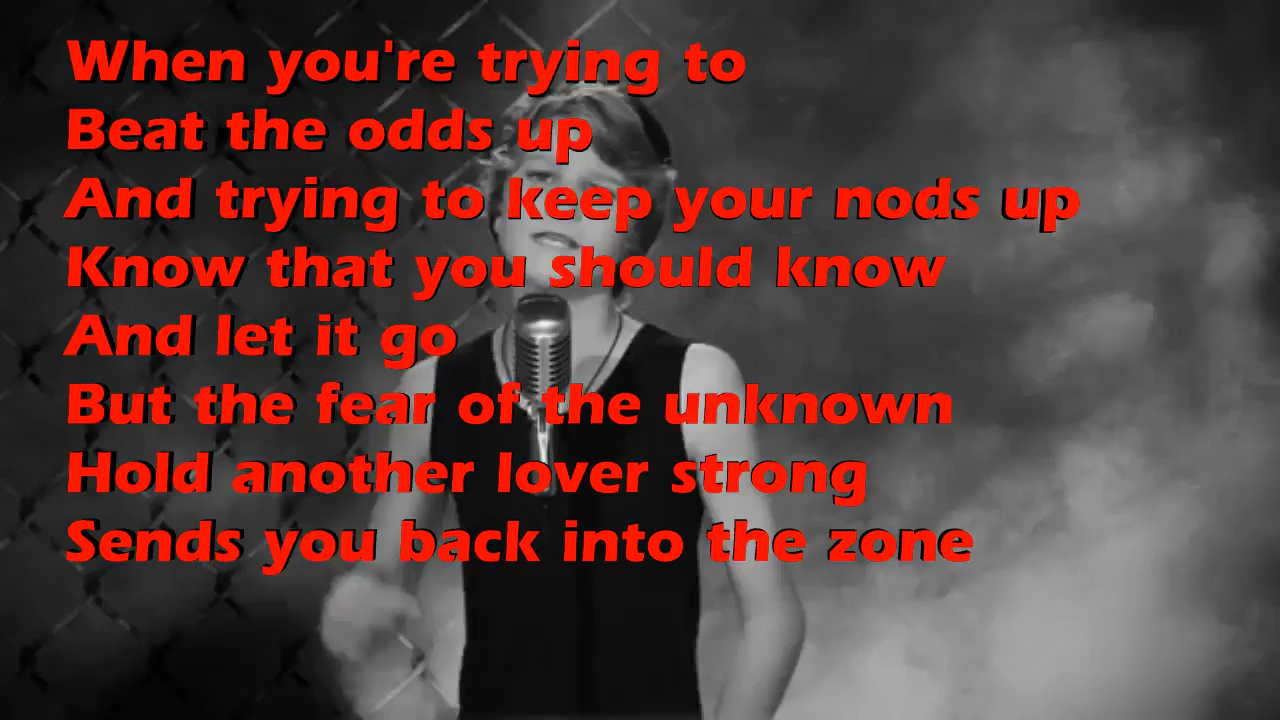 When you're trying to
Beat the odds up
And trying to keep your nods up
Know that you should know
And let it go
But the fear of the unknown
Hold another lover strong
Sends you back into the zone